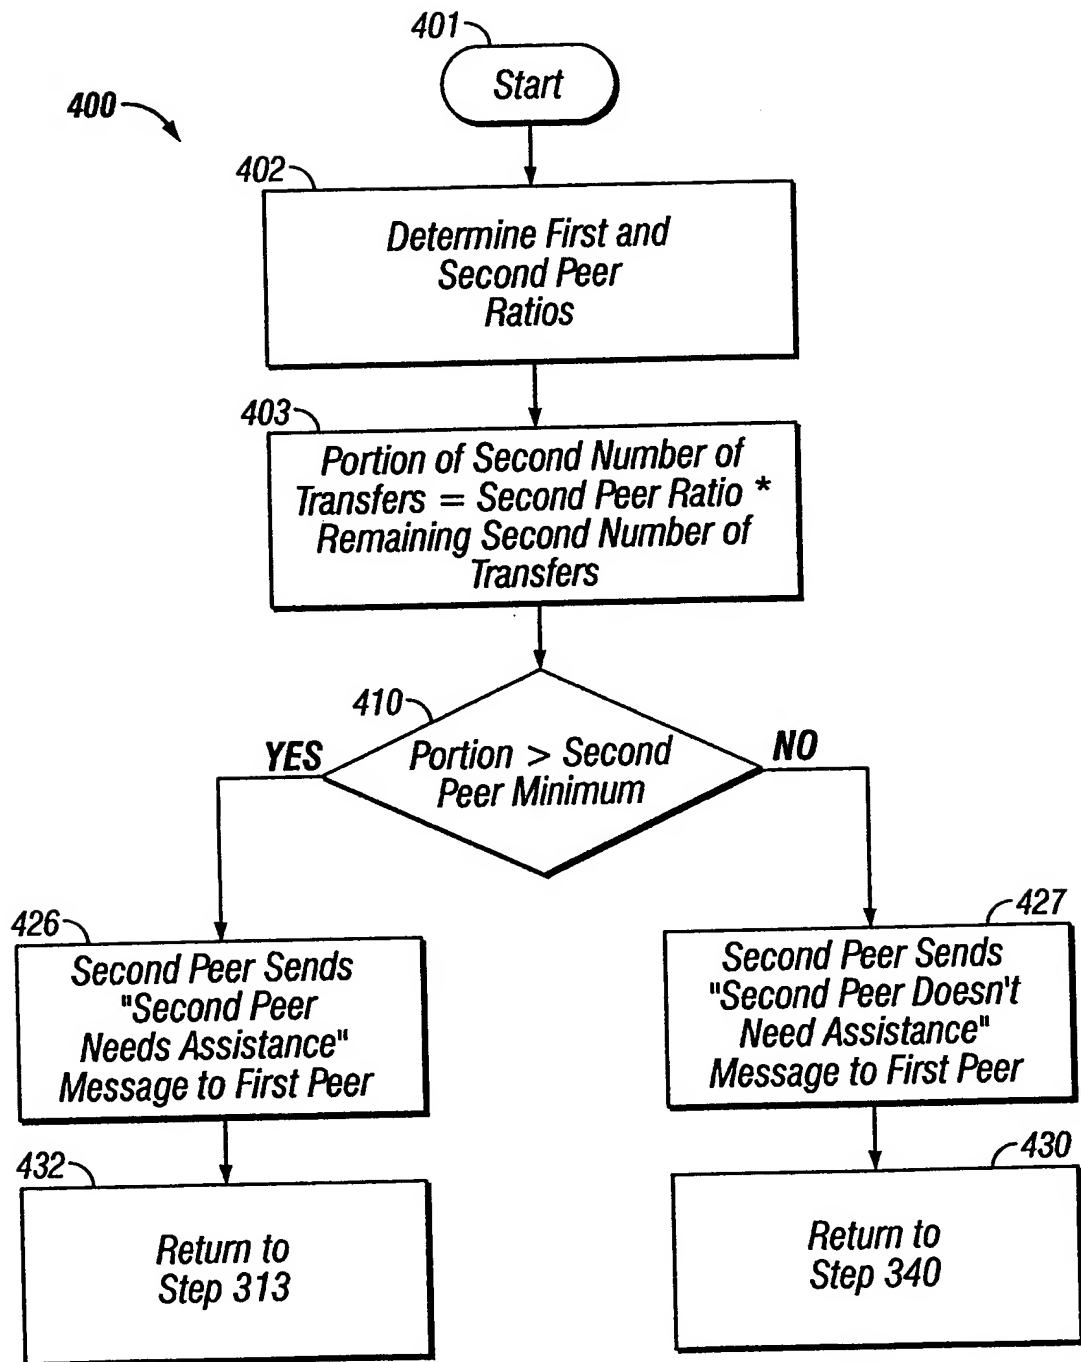 401
Start
400
402
Determine First and
Second Peer
Ratios
403
Portion of Second Number of
Transfers = Second Peer Ratio *
Remaining Second Number of
Transfers
410
YES
Portion > Second
Peer Minimum
NO
426
Second Peer Sends
"Second Peer
Needs Assistance"
Message to First Peer
427
Second Peer Sends
"Second Peer Doesn't
Need Assistance"
Message to First Peer
432
Return to
Step 313
430
Return to
Step 340